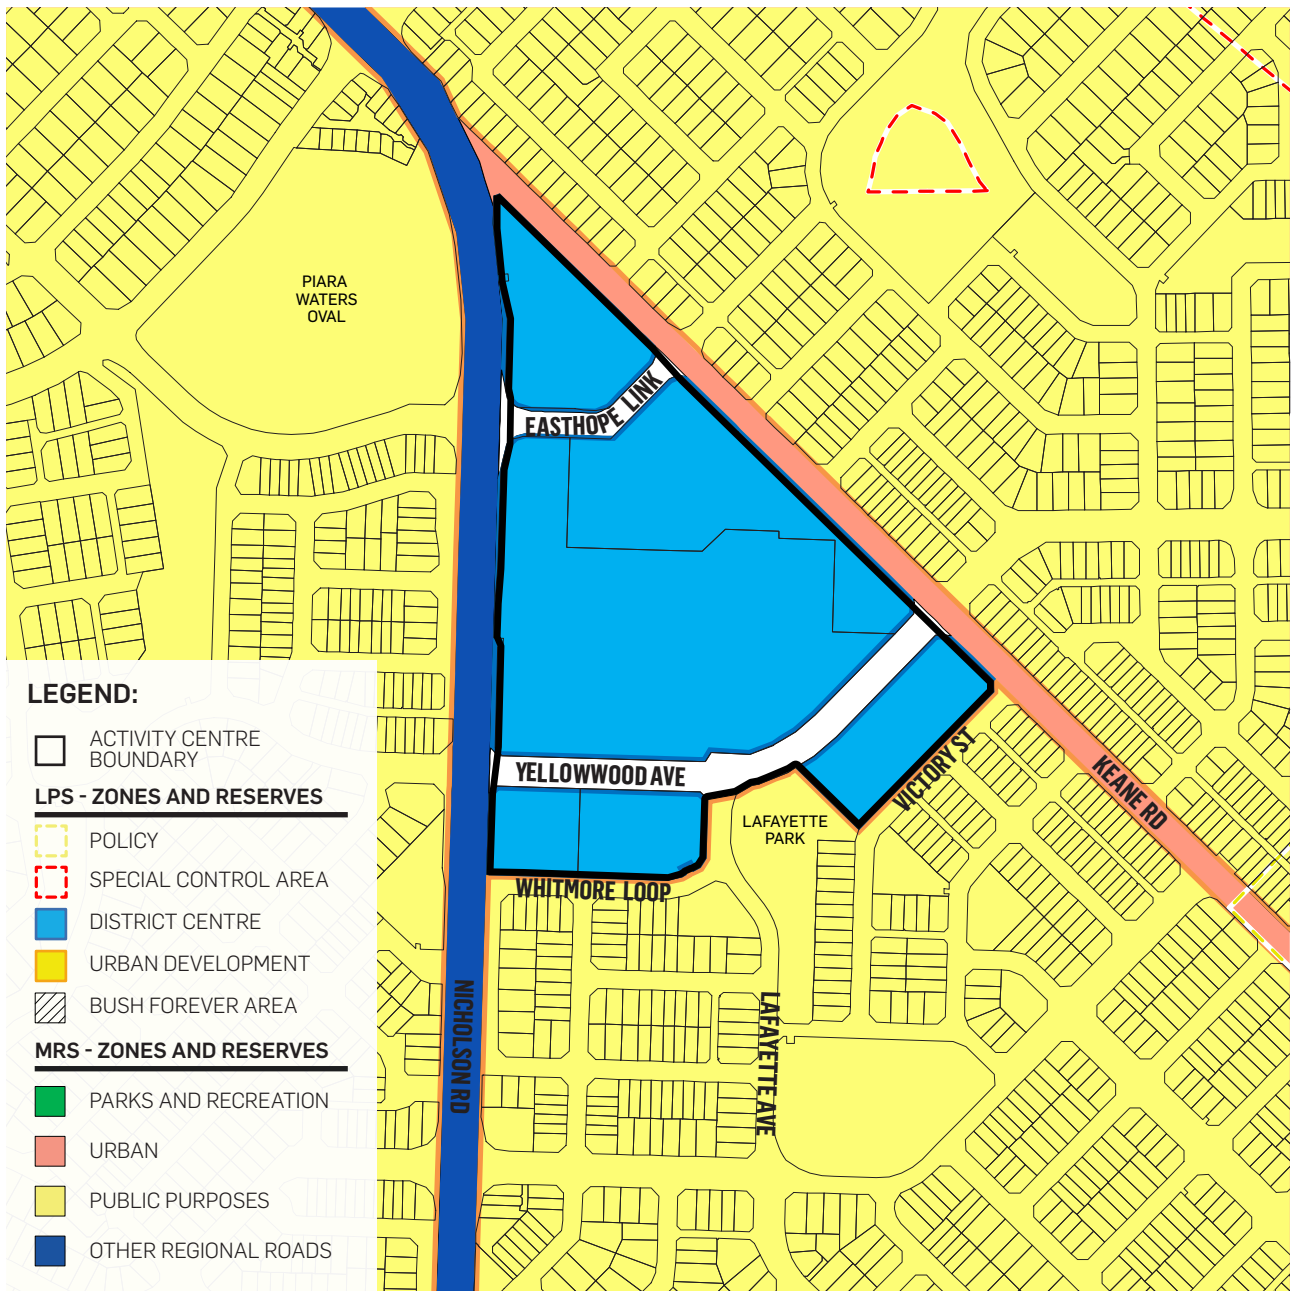 PIARA
WATERS
OVAL
EASTHOPE LINK
YELLOWWOOD AVE
VICTORY ST
KEANE RD
LAFAYETTE
PARK
WHITMORE LOOP
NICHOLSON RD
LAFAYETTE AVE
LEGEND:
ACTIVITY CENTRE
BOUNDARY
LPS - ZONES AND RESERVES
POLICY
SPECIAL CONTROL AREA
DISTRICT CENTRE
URBAN DEVELOPMENT
BUSH FOREVER AREA
MRS - ZONES AND RESERVES
PARKS AND RECREATION
URBAN
PUBLIC PURPOSES
OTHER REGIONAL ROADS